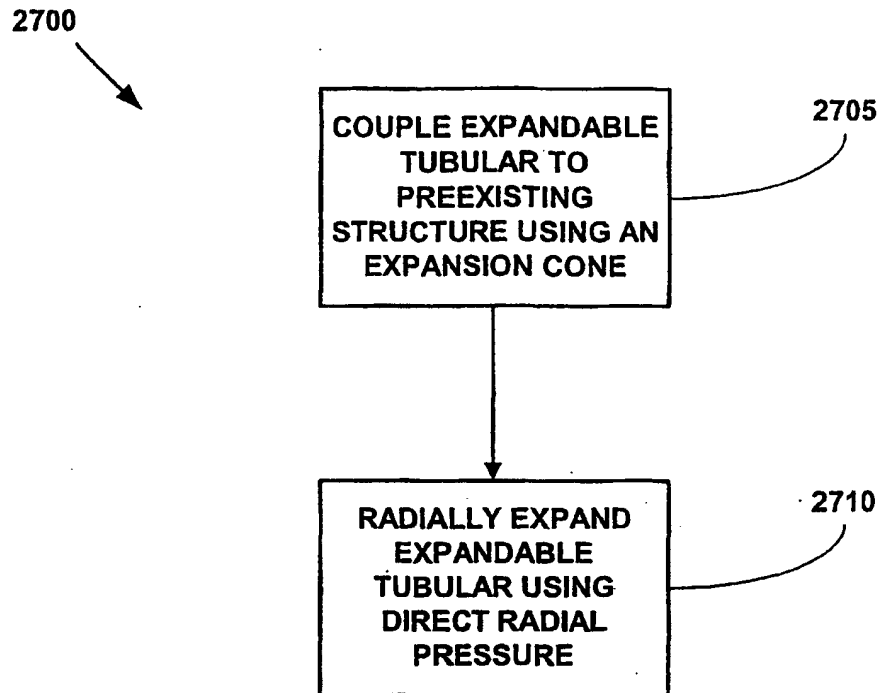 2700
COUPLE EXPANDABLE
TUBULAR TO
PREEXISTING
STRUCTURE USING AN
EXPANSION CONE
2705
RADIALLY EXPAND
EXPANDABLE
TUBULAR USING
DIRECT RADIAL
PRESSURE
2710